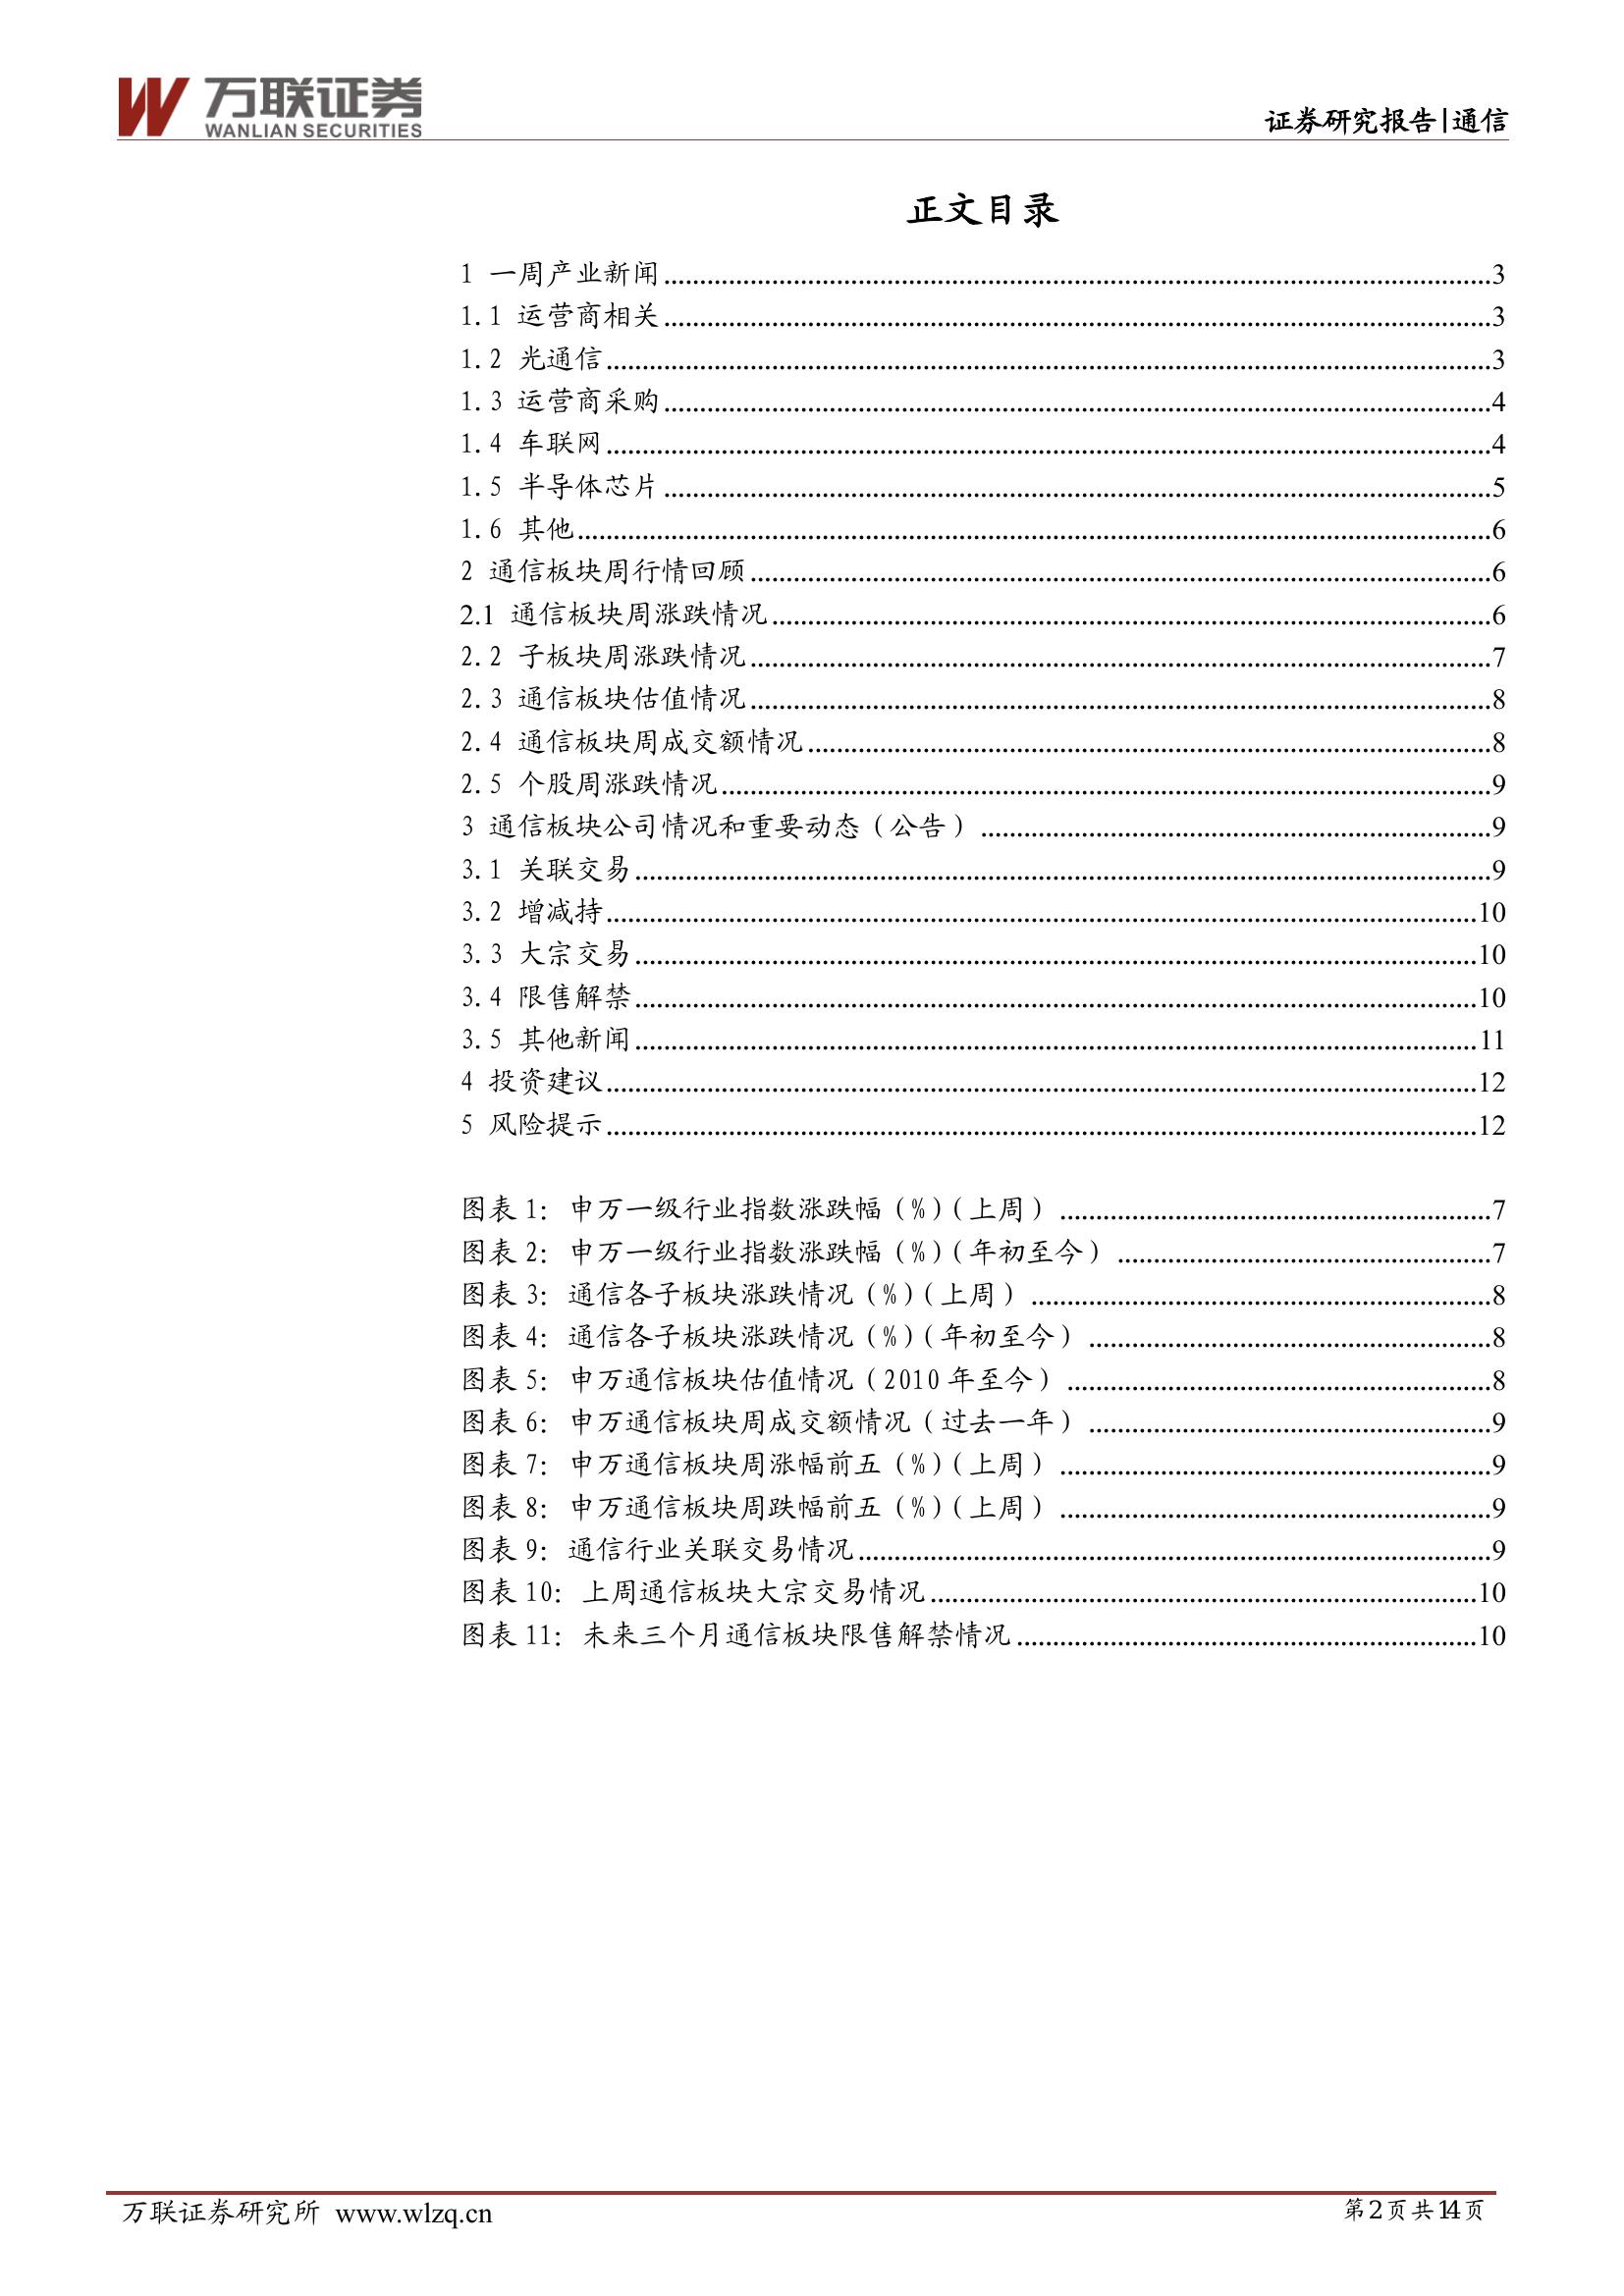 万联证券
WANLIAN SECURITIES
证券研究报告|通信
正文目录
1 一周产业新闻 3
1.1 运营商相关 3
1.2 光通信 3
1.3 运营商采购 4
1.4 车联网 4
1.5 半导体芯片 5
1.6 其他 6
2 通信板块周行情回顾 6
2.1 通信板块周涨跌情况 6
2.2 子板块周涨跌情况 7
2.3 通信板块估值情况 8
2.4 通信板块周成交额情况 8
2.5 个股周涨跌情况 9
3 通信板块公司情况和重要动态（公告） 9
3.1 关联交易 9
3.2 增减持 10
3.3 大宗交易 10
3.4 限售解禁 10
3.5 其他新闻 11
4 投资建议 12
5 风险提示 12
图表 1：申万一级行业指数涨跌幅（%）（上周） 7
图表 2：申万一级行业指数涨跌幅（%）（年初至今） 7
图表 3：通信各子板块涨跌情况（%）（上周） 8
图表 4：通信各子板块涨跌情况（%）（年初至今） 8
图表 5：申万通信板块估值情况（2010 年至今） 8
图表 6：申万通信板块周成交额情况（过去一年） 9
图表 7：申万通信板块周涨幅前五（%）（上周） 9
图表 8：申万通信板块周跌幅前五（%）（上周） 9
图表 9：通信行业关联交易情况 9
图表 10：上周通信板块大宗交易情况 10
图表 11：未来三个月通信板块限售解禁情况 10
万联证券研究所 www.wlzq.cn
第 2 页 共 14 页